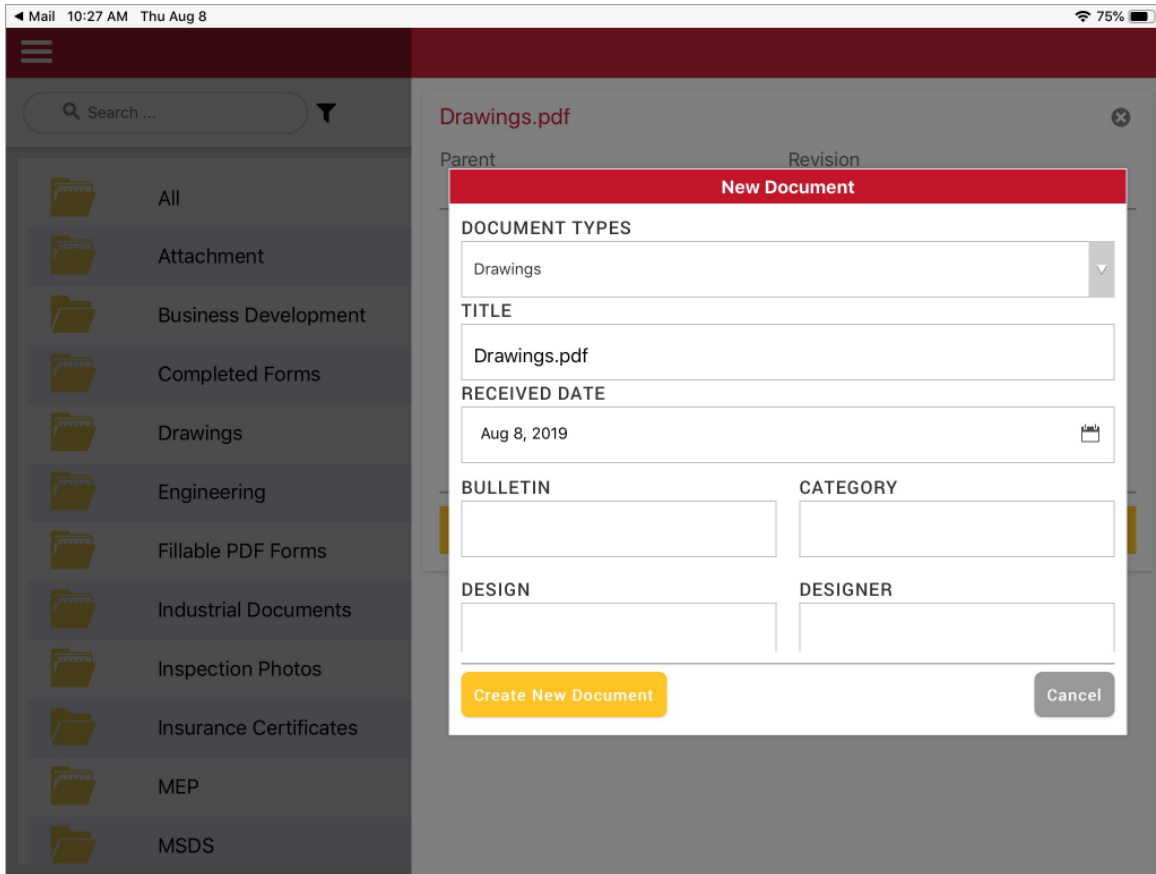 Mail 10:27 AM Thu Aug 8 75%
Search ...
All
Attachment
Business Development
Completed Forms
Drawings
Engineering
Fillable PDF Forms
Industrial Documents
Inspection Photos
Insurance Certificates
MEP
MSDS
Drawings.pdf
Parent Revision
New Document
DOCUMENT TYPES
Drawings
TITLE
Drawings.pdf
RECEIVED DATE
Aug 8, 2019
BULLETIN CATEGORY
DESIGN DESIGNER
Create New Document Cancel